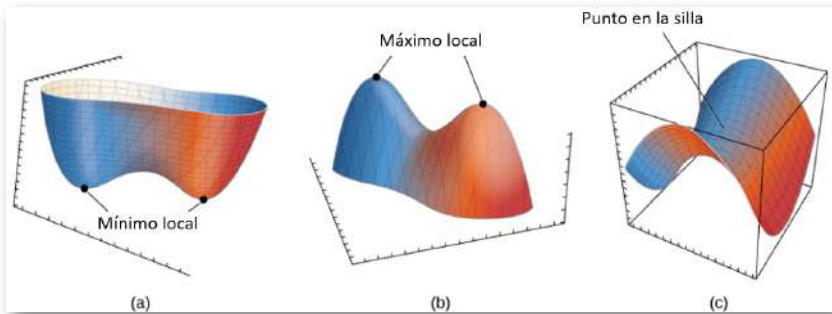 Punto en la silla
Máximo local
Mínimo local
(a)
(b)
(c)